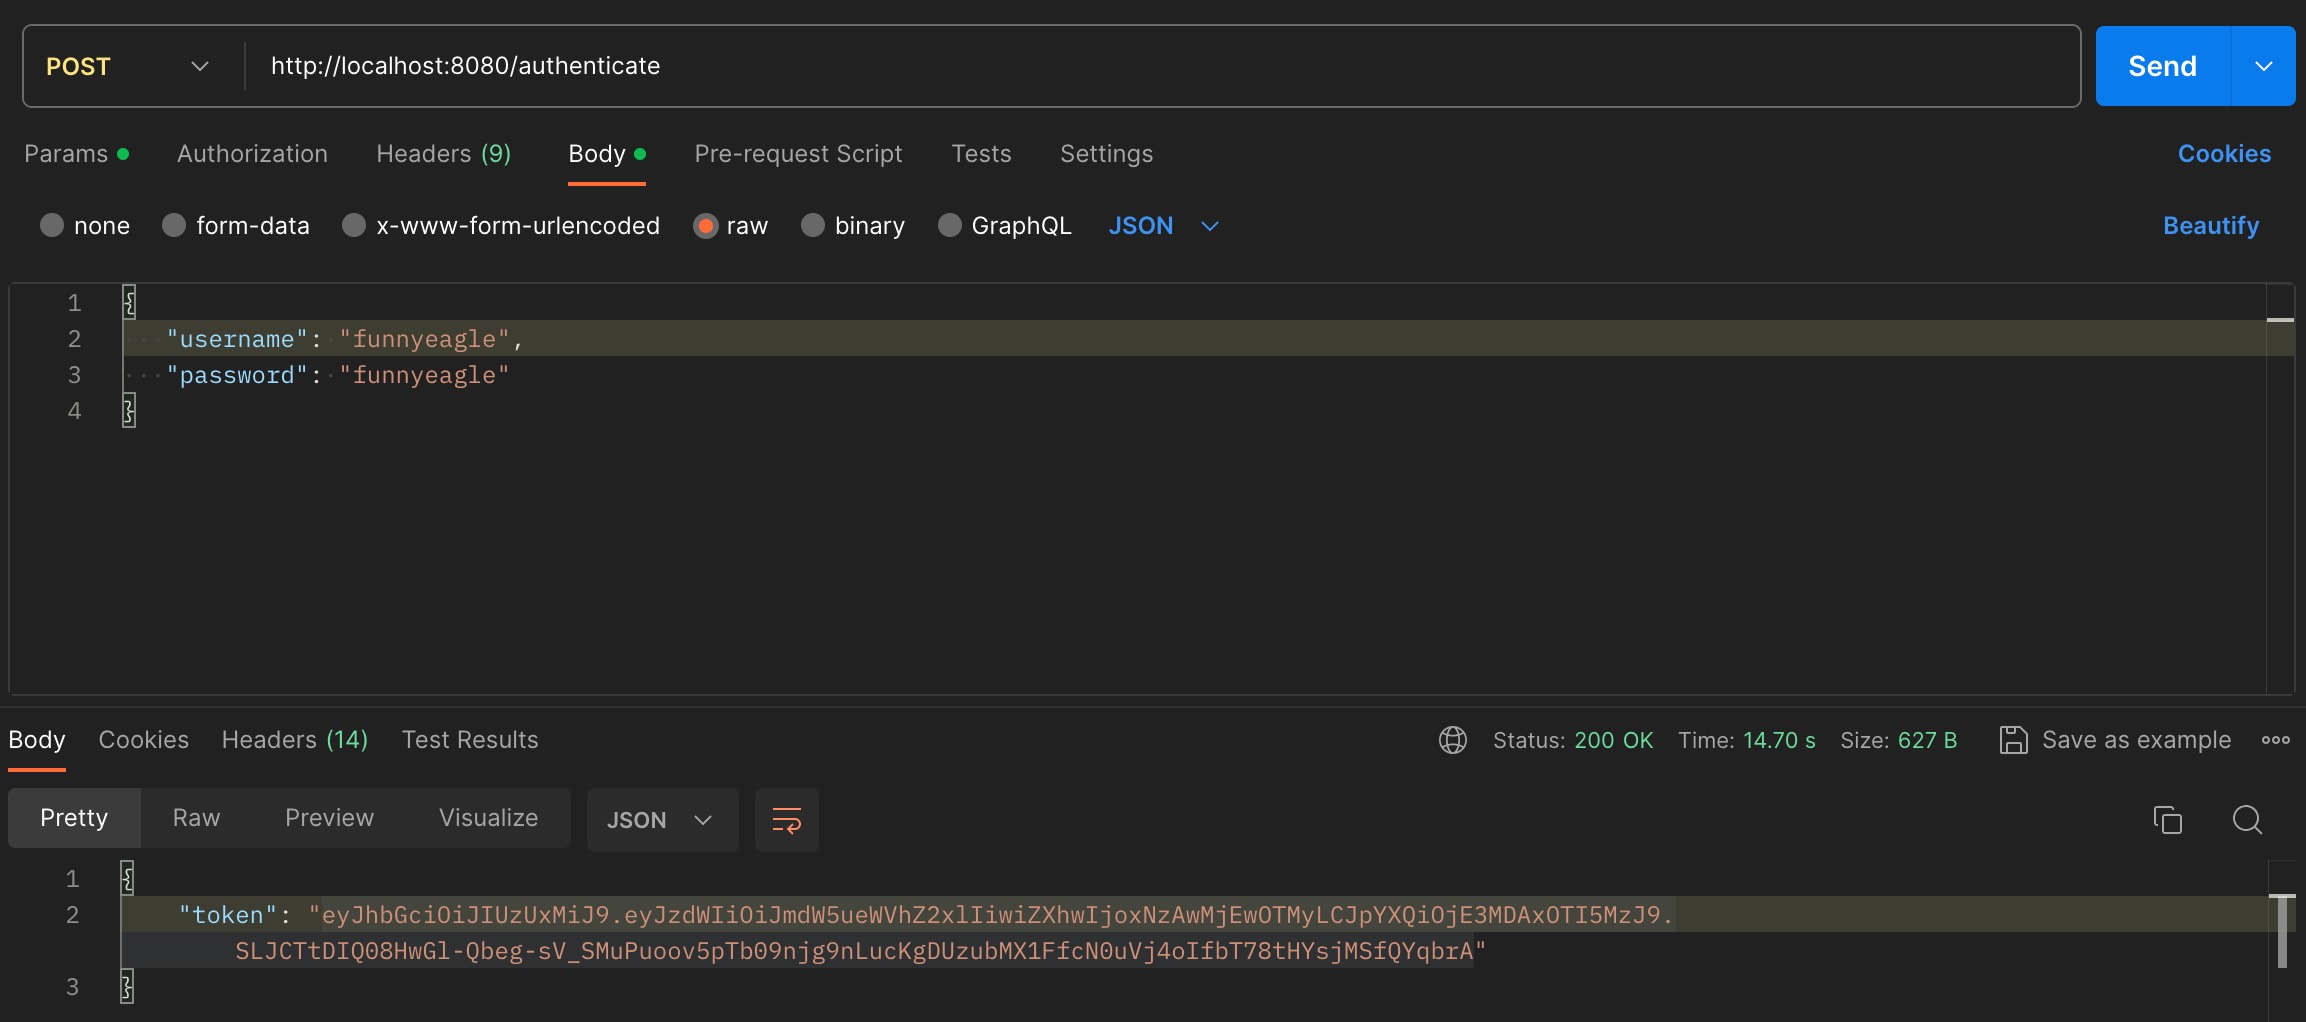 POST http://localhost:8080/authenticate Send
Params Authorization Headers (9) Body Pre-request Script Tests Settings Cookies
none form-data x-www-form-urlencoded raw binary GraphQL JSON Beautify
1 {
2 "username": "funnyeagle",
3 "password": "funnyeagle"
4 }
Body Cookies Headers (14) Test Results Status: 200 OK Time: 14.70 s Size: 627 B Save as example
Pretty Raw Preview Visualize JSON
1 {
2 "token": "eyJhbGciOiJIUzUxMiJ9.eyJzdWIiOiJmdW5ueWVhZ2xlIiwiZXhwIjoxNzAwMjEwOTMyLCJpYXQiOjE3MDAxOTI5MzJ9.
SLJCTtDIQ08HwGl-Qbeg-sV_SMuPuoov5pTb09njg9nLucKgDUzubMX1FfcN0uVj4oIfbT78tHYsjMSfQYqbrA"
3 }